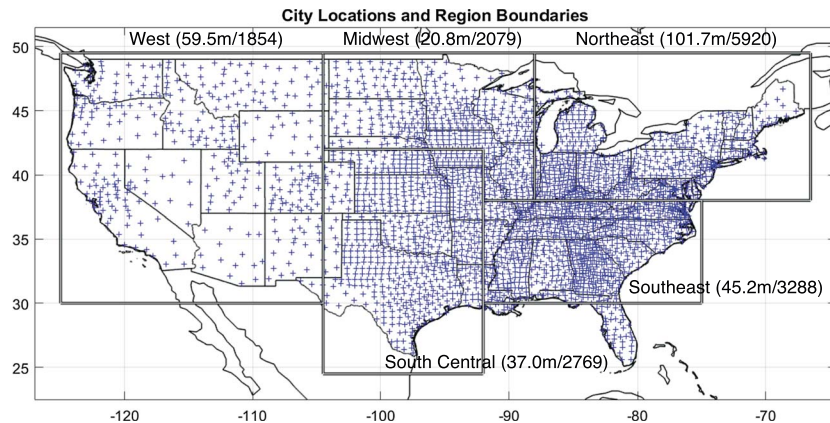 City Locations and Region Boundaries
West (59.5m/1854) Midwest (20.8m/2079) Northeast (101.7m/5920)
50
45
40
35
30
25
Southeast (45.2m/3288)
South Central (37.0m/2769)
-120 -110 -100 -90 -80 -70